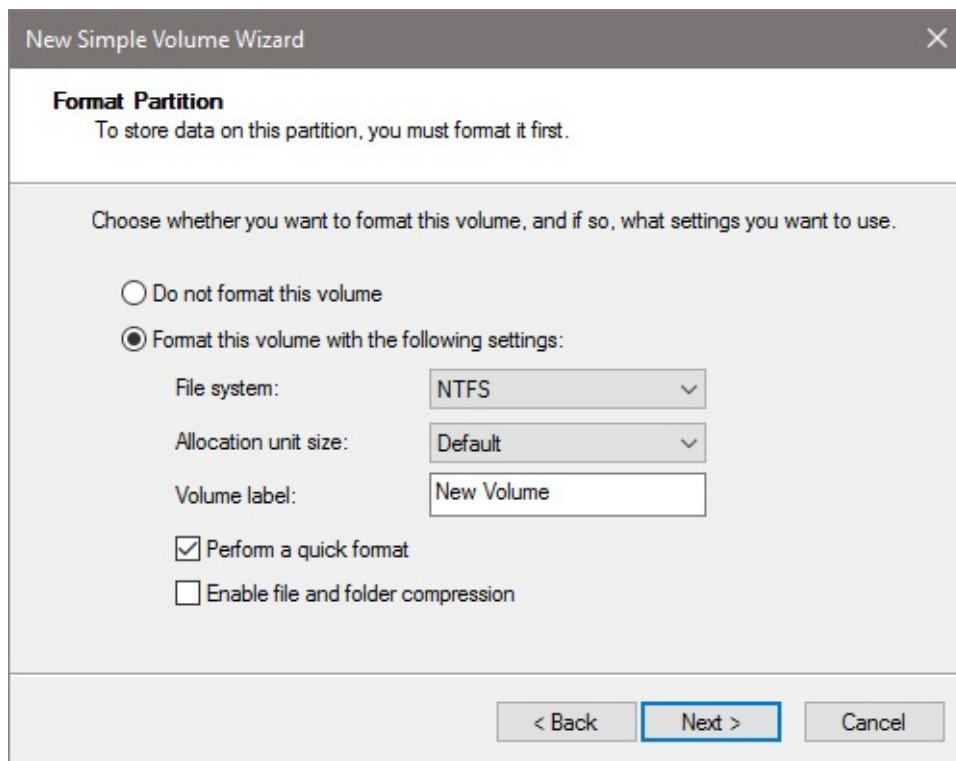 New Simple Volume Wizard
Format Partition
To store data on this partition, you must format it first.
Choose whether you want to format this volume, and if so, what settings you want to use.
Do not format this volume
Format this volume with the following settings:
File system: NTFS
Allocation unit size: Default
Volume label: New Volume
Perform a quick format
Enable file and folder compression
< Back Next > Cancel